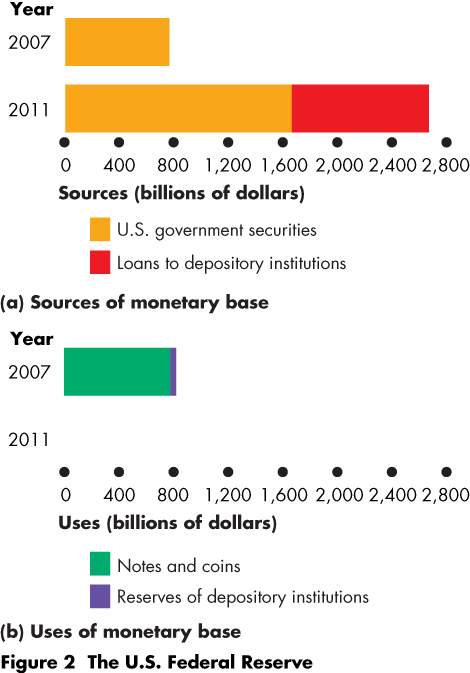 Year
2007
2011
0 400 800 1,200 1,600 2,000 2,400 2,800
Sources (billions of dollars)
U.S. government securities
Loans to depository institutions
(a) Sources of monetary base
Year
2007
2011
0 400 800 1,200 1,600 2,000 2,400 2,800
Uses (billions of dollars)
Notes and coins
Reserves of depository institutions
(b) Uses of monetary base
Figure 2 The U.S. Federal Reserve